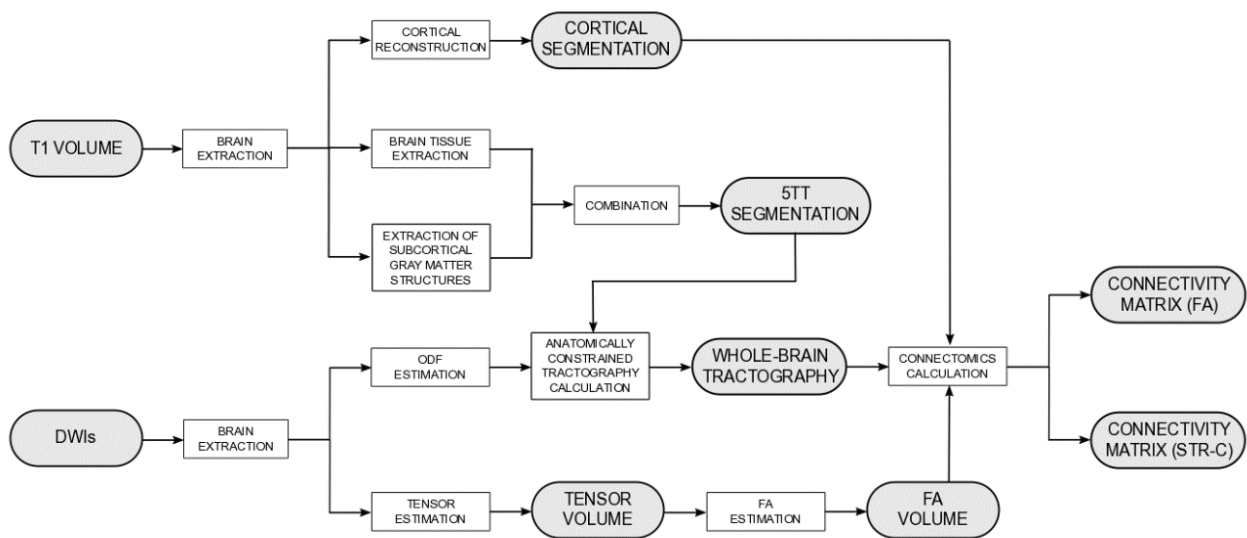 CORTICAL
RECONSTRUCTION
CORTICAL
SEGMENTATION
T1 VOLUME
BRAIN
EXTRACTION
BRAIN TISSUE
EXTRACTION
COMBINATION
5TT
SEGMENTATION
EXTRACTION OF
SUBCORTICAL
GRAY MATTER
STRUCTURES
CONNECTIVITY
MATRIX (FA)
ODF
ESTIMATION
ANATOMICALLY
CONSTRAINED
TRACTOGRAPHY
CALCULATION
WHOLE-BRAIN
TRACTOGRAPHY
CONNECTOMICS
CALCULATION
DWIs
BRAIN
EXTRACTION
CONNECTIVITY
MATRIX (STR-C)
TENSOR
ESTIMATION
TENSOR
VOLUME
FA
ESTIMATION
FA
VOLUME